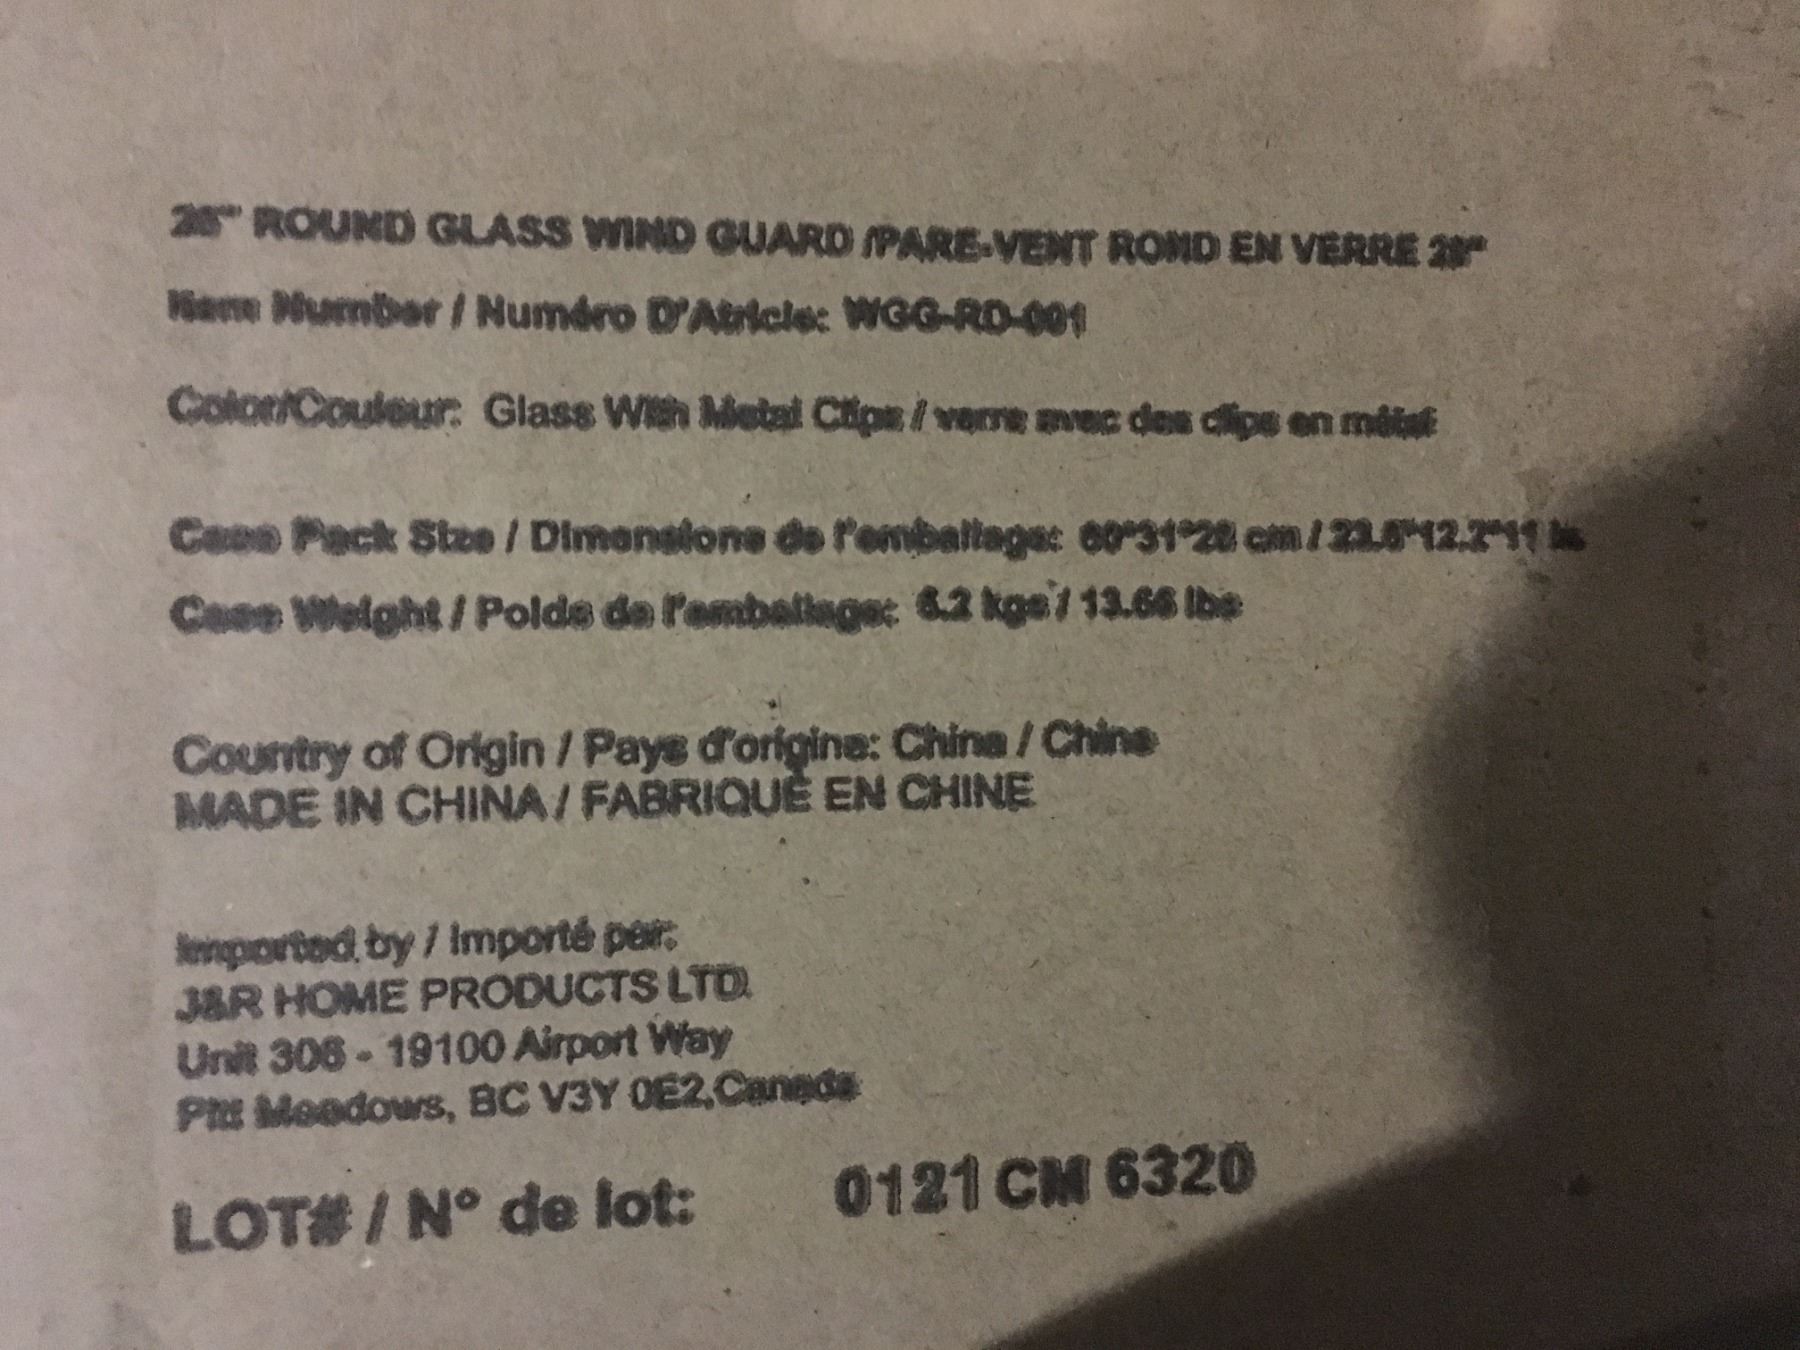 ROUND GLASS WIND GUARD /PARE-VENT ROND EN VERRE
Item Number / Numéro D'Atricle: WGG-RD-001
Color/Couleur: Glass With Metal Clips / verre avec des clips en métal
Case Pack Size / Dimensions de l'emballage: 60*31*28 cm / 23.6*12.2*11 in
Case Weight / Poids de l'emballage: 6.2 kgs / 13.66 lbs
Country of Origin / Pays d'origine: China / Chine
MADE IN CHINA / FABRIQUÉ EN CHINE
Imported by / Importé par:
J&R HOME PRODUCTS LTD.
Unit 306 - 19100 Airport Way
Pitt Meadows, BC V3Y 0E2,Canada
LOT# / N° de lot: 0121 CM 6320